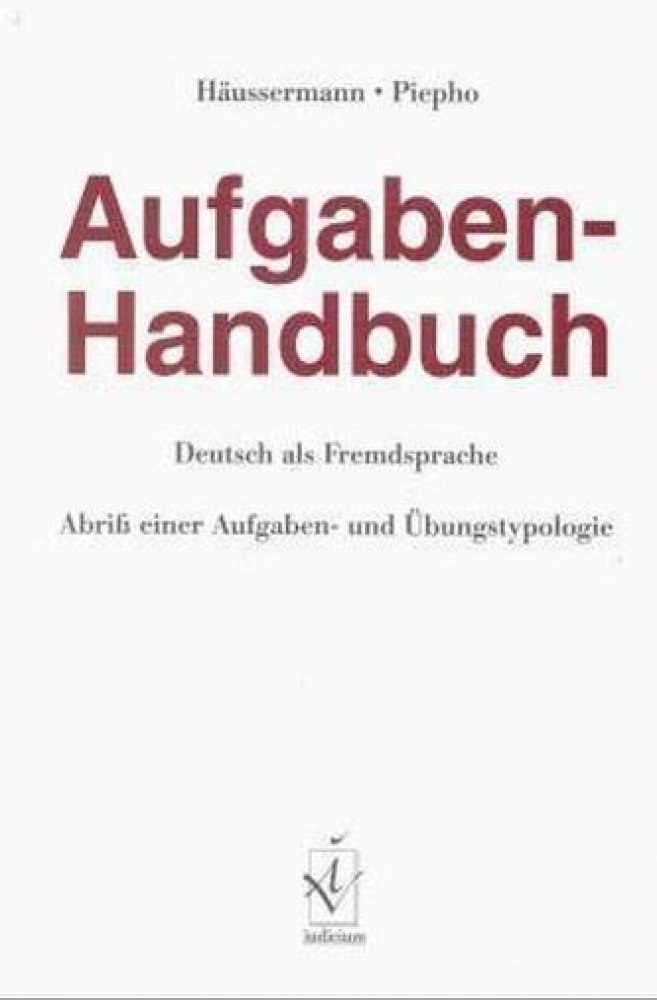 Häussermann • Piepho
Aufgaben-
Handbuch
Deutsch als Fremdsprache
Abriß einer Aufgaben- und Übungstypologie
iudicium